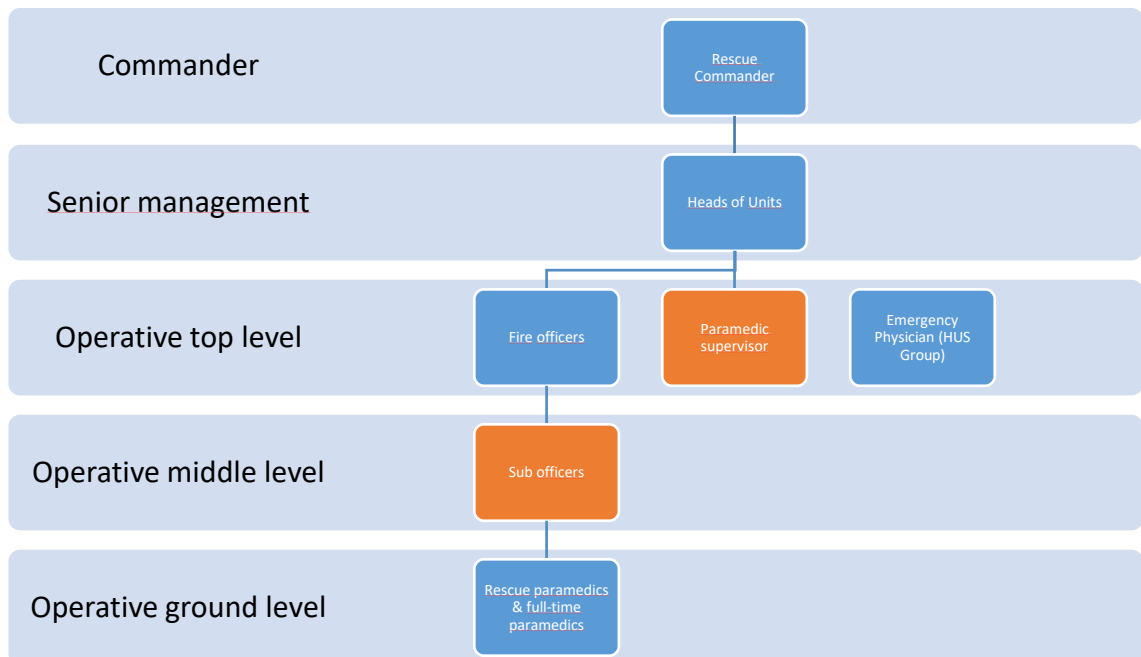 Commander
Rescue
Commander
Senior management
Heads of Units
Operative top level
Fire officers
Paramedic
supervisor
Emergency
Physician (HUS
Group)
Operative middle level
Sub officers
Operative ground level
Rescue paramedics
& full-time
paramedics